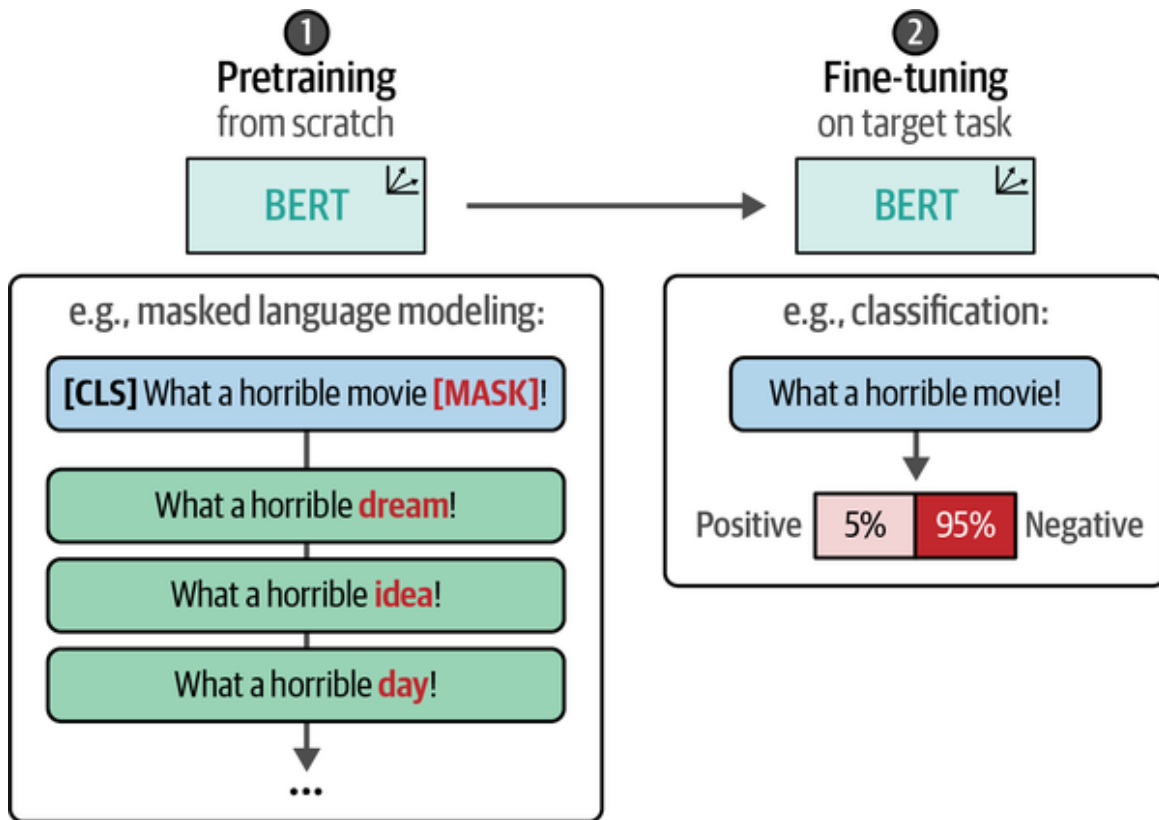 1
Pretraining
from scratch
BERT
e.g., masked language modeling:
[CLS] What a horrible movie [MASK]!
What a horrible dream!
What a horrible idea!
What a horrible day!
...
2
Fine-tuning
on target task
BERT
e.g., classification:
What a horrible movie!
Positive 5% 95% Negative